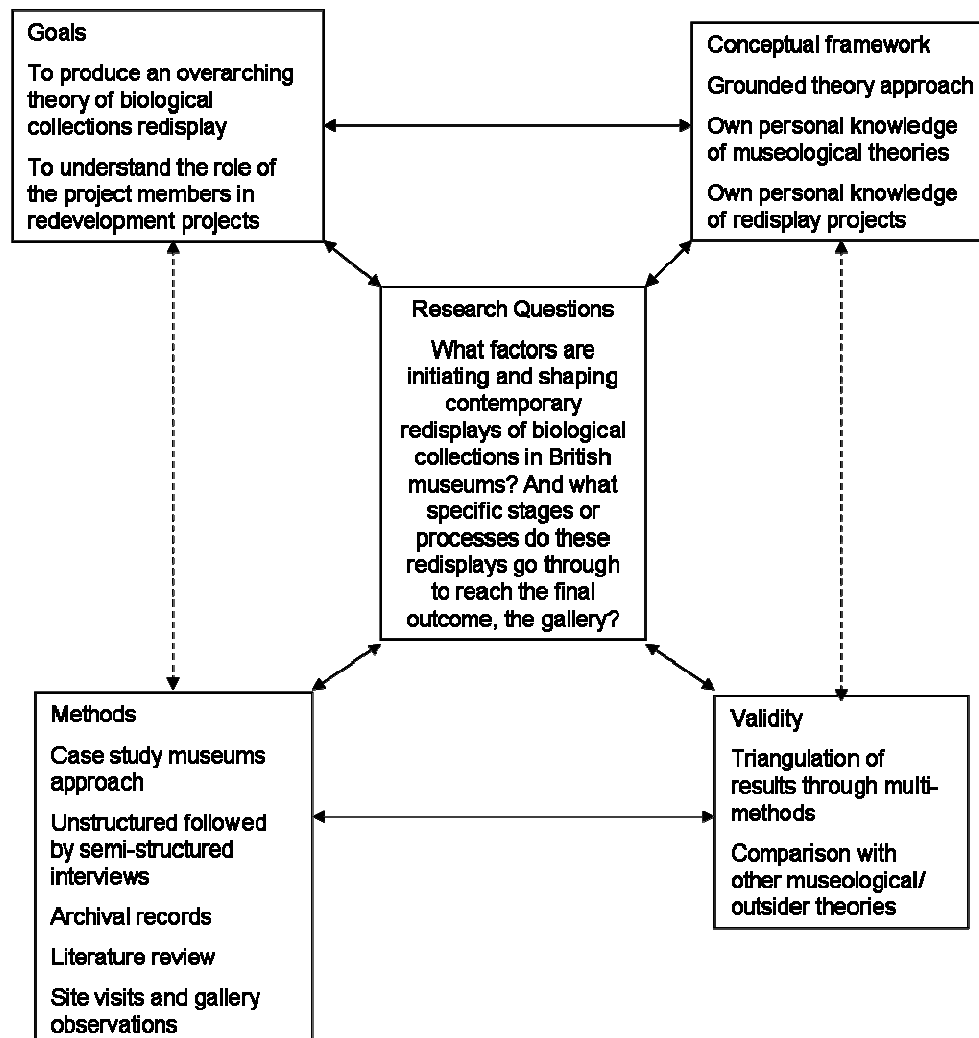 Goals
To produce an overarching
theory of biological
collections redisplay
To understand the role of
the project members in
redevelopment projects
Conceptual framework
Grounded theory approach
Own personal knowledge
of museological theories
Own personal knowledge
of redisplay projects
Research Questions
What factors are
initiating and shaping
contemporary
redisplays of biological
collections in British
museums? And what
specific stages or
processes do these
redisplays go through
to reach the final
outcome, the gallery?
Methods
Case study museums
approach
Unstructured followed
by semi-structured
interviews
Archival records
Literature review
Site visits and gallery
observations
Validity
Triangulation of
results through multi-
methods
Comparison with
other museological/
outsider theories